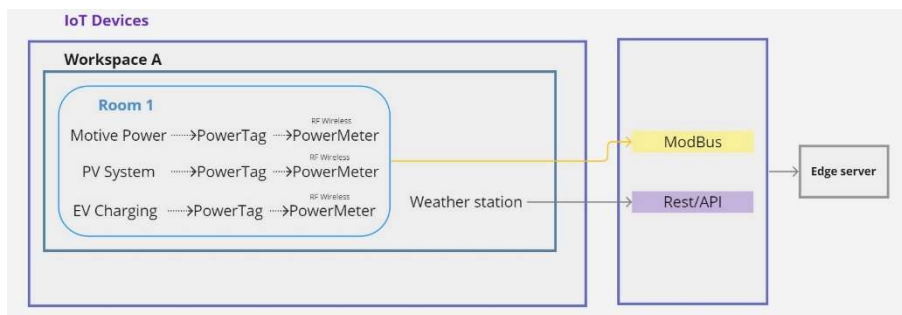 IoT Devices
Workspace A
Room 1
RF Wireless
Motive Power PowerTag PowerMeter
RF Wireless
PV System PowerTag PowerMeter
RF Wireless
EV Charging PowerTag PowerMeter
Weather station
ModBus
Rest/API
Edge server